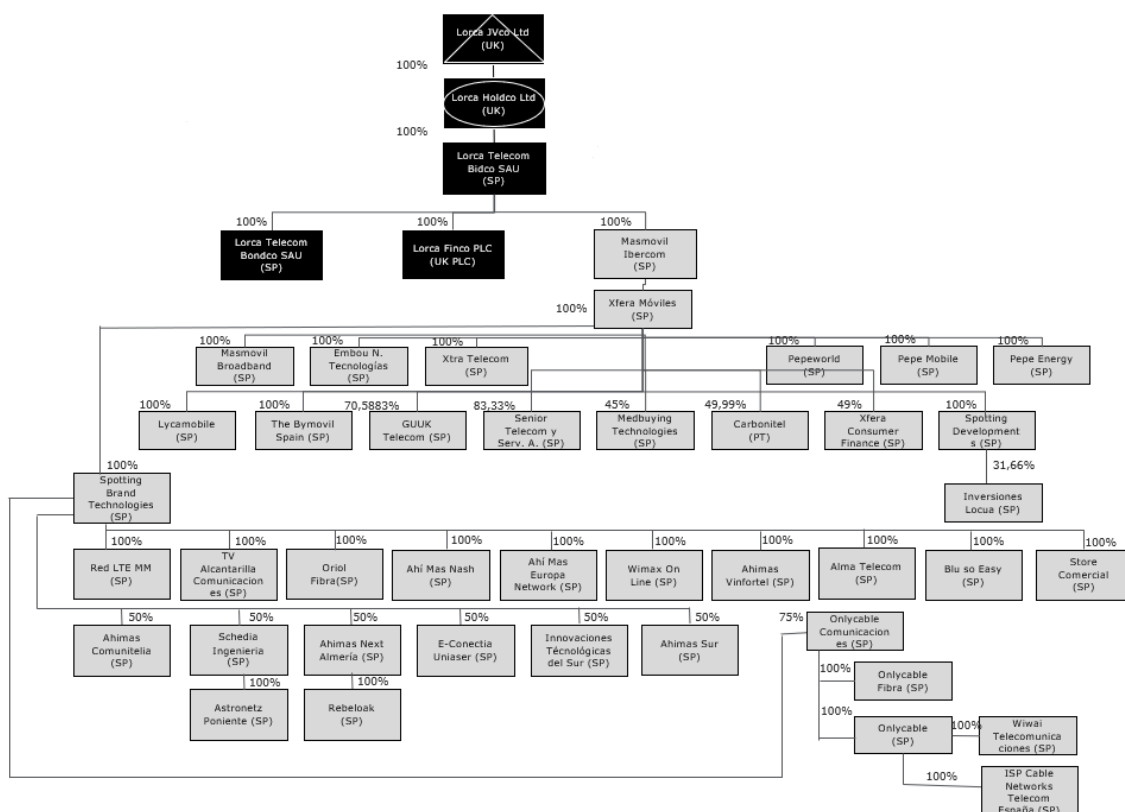 Lorca JVco Ltd
(UK)
100%
Lorca Holdco Ltd
(UK)
100%
Lorca Telecom
Bidco SAU
(SP)
100%
100%
100%
Lorca Telecom
Bondco SAU
(SP)
Lorca Finco PLC
(UK PLC)
Masmovil
Ibercom
(SP)
100%
Xfera Móviles
(SP)
100%
100%
100%
100%
100%
100%
Masmovil
Broadband
(SP)
Embou N.
Tecnologías
(SP)
Xtra Telecom
(SP)
Pepeworld
(SP)
Pepe Mobile
(SP)
Pepe Energy
(SP)
100%
100%
70,5883%
83,33%
45%
49,99%
49%
100%
Lycamobile
(SP)
The Bymovil
Spain (SP)
GUUK
Telecom (SP)
Senior
Telecom y
Serv. A. (SP)
Medbuying
Technologies
(SP)
Carbonitel
(PT)
Xfera
Consumer
Finance (SP)
Spotting
Development
s (SP)
100%
31,66%
Spotting
Brand
Technologies
(SP)
Inversiones
Locua (SP)
100%
100%
100%
100%
100%
100%
100%
100%
100%
100%
Red LTE MM
(SP)
TV
Alcantarilla
Comunicacion
es (SP)
Oriol
Fibra(SP)
Ahí Mas Nash
(SP)
Ahí Mas
Europa
Network (SP)
Wimax On
Line (SP)
Ahimas
Vinfortel (SP)
Alma Telecom
(SP)
Blu so Easy
(SP)
Store
Comercial
(SP)
50%
50%
50%
50%
50%
50%
75%
Ahimas
Comunitelia
(SP)
Schedia
Ingenieria
(SP)
Ahimas Next
Almería (SP)
E-Conectia
Uniaser (SP)
Innovaciones
Técnológicas
del Sur (SP)
Ahimas Sur
(SP)
Onlycable
Comunicacion
es (SP)
100%
100%
100%
Astronetz
Poniente (SP)
Rebeloak
(SP)
Onlycable
Fibra (SP)
100%
100%
Onlycable
(SP)
Wiwai
Telecomunica
ciones (SP)
100%
ISP Cable
Networks
Telecom
España (SP)